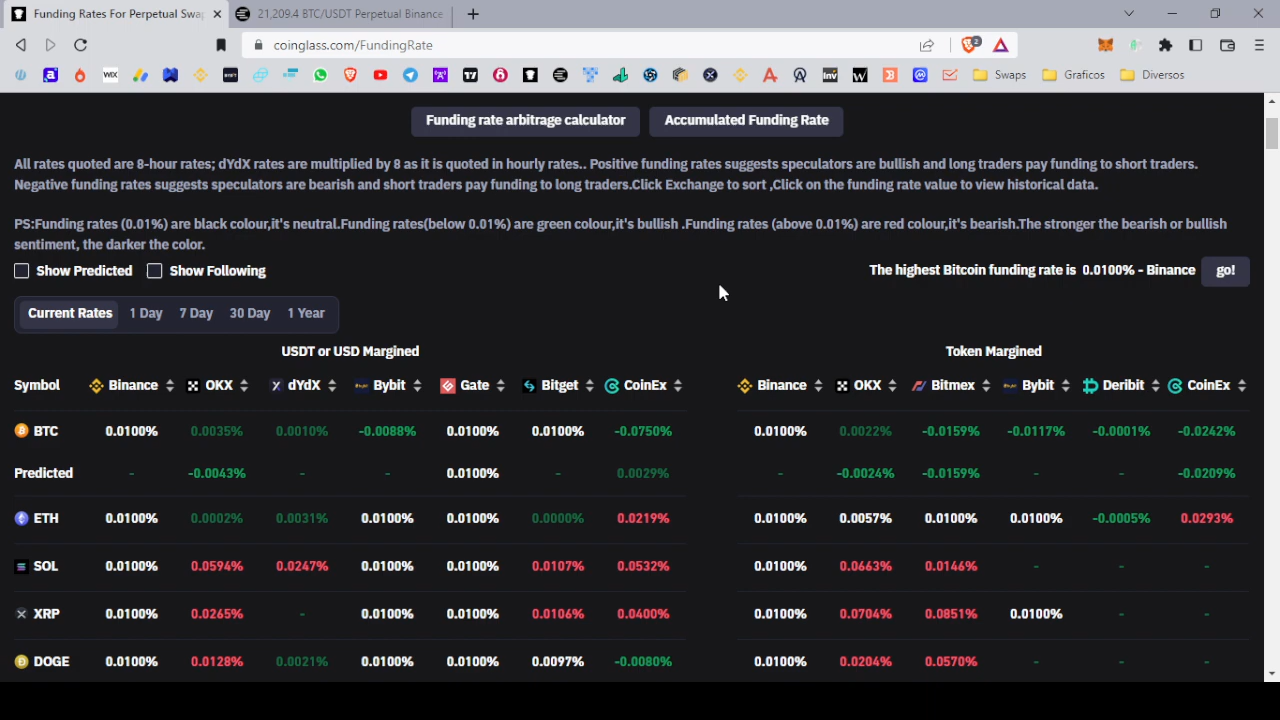 Funding Rates For Perpetual Swap
21,209.4 BTC/USDT Perpetual Binance
coinglass.com/FundingRate
2
WIX
Inv
Swaps
Graficos
Diversos
Funding rate arbitrage calculator
Accumulated Funding Rate
All rates quoted are 8-hour rates; dYdX rates are multiplied by 8 as it is quoted in hourly rates.. Positive funding rates suggests speculators are bullish and long traders pay funding to short traders.
Negative funding rates suggests speculators are bearish and short traders pay funding to long traders.Click Exchange to sort ,Click on the funding rate value to view historical data.
PS:Funding rates (0.01%) are black colour,it's neutral.Funding rates(below 0.01%) are green colour,it's bullish .Funding rates (above 0.01%) are red colour,it's bearish.The stronger the bearish or bullish
sentiment, the darker the color.
Show Predicted Show Following
The highest Bitcoin funding rate is 0.0100% - Binance go!
Current Rates 1 Day 7 Day 30 Day 1 Year
USDT or USD Margined Token Margined
Symbol Binance OKX dYdX Bybit Gate Bitget CoinEx Binance OKX Bitmex Bybit Deribit CoinEx
BTC 0.0100% 0.0035% 0.0010% -0.0088% 0.0100% 0.0100% -0.0750% 0.0100% 0.0022% -0.0159% -0.0117% -0.0001% -0.0242%
Predicted - -0.0043% - - 0.0100% - 0.0029% - -0.0024% -0.0159% - - -0.0209%
ETH 0.0100% 0.0002% 0.0031% 0.0100% 0.0100% 0.0000% 0.0219% 0.0100% 0.0057% 0.0100% 0.0100% -0.0005% 0.0293%
SOL 0.0100% 0.0594% 0.0247% 0.0100% 0.0100% 0.0107% 0.0532% 0.0100% 0.0663% 0.0146% - - -
XRP 0.0100% 0.0265% - 0.0100% 0.0100% 0.0106% 0.0400% 0.0100% 0.0704% 0.0851% 0.0100% - -
DOGE 0.0100% 0.0128% 0.0021% 0.0100% 0.0100% 0.0097% -0.0080% 0.0100% 0.0204% 0.0570% - - -